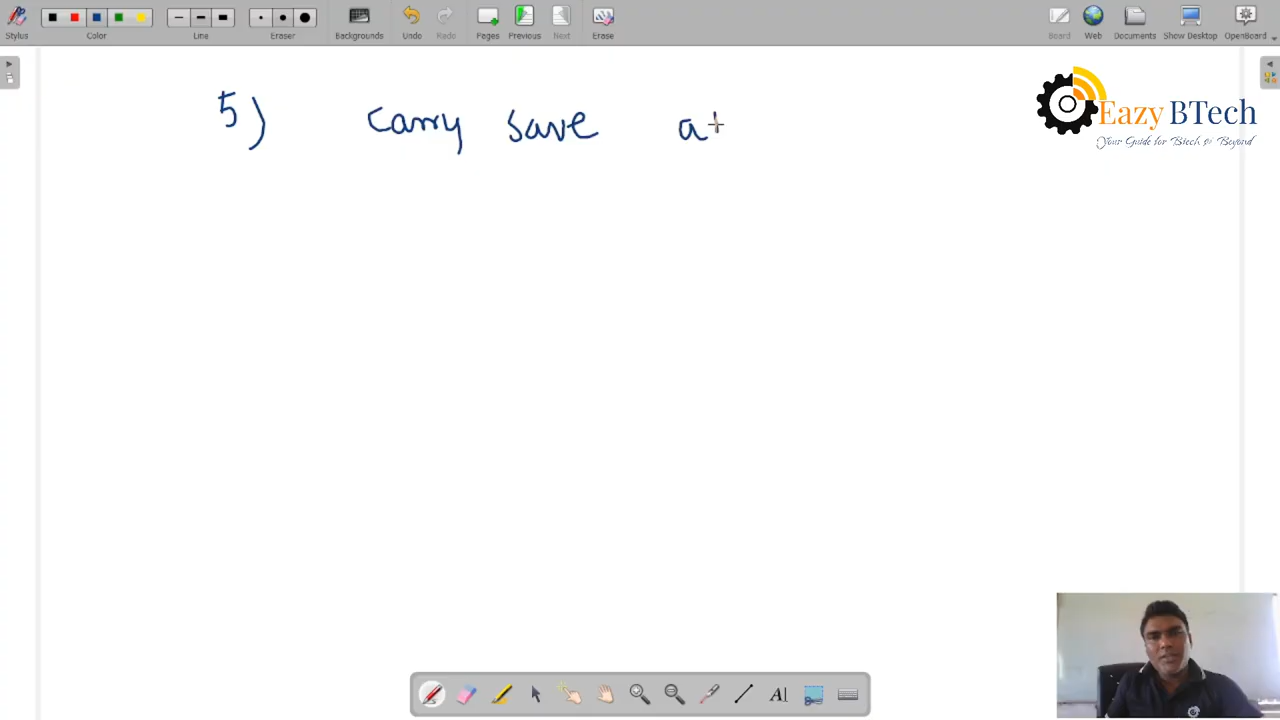 Stylus
Color
Line
Eraser
Backgrounds
Undo
Redo
Pages
Previous
Next
Erase
Board
Web
Documents
Show Desktop
OpenBoard
5) Carry save a
Eazy BTech
Your Guide for Btech & Beyond
AI